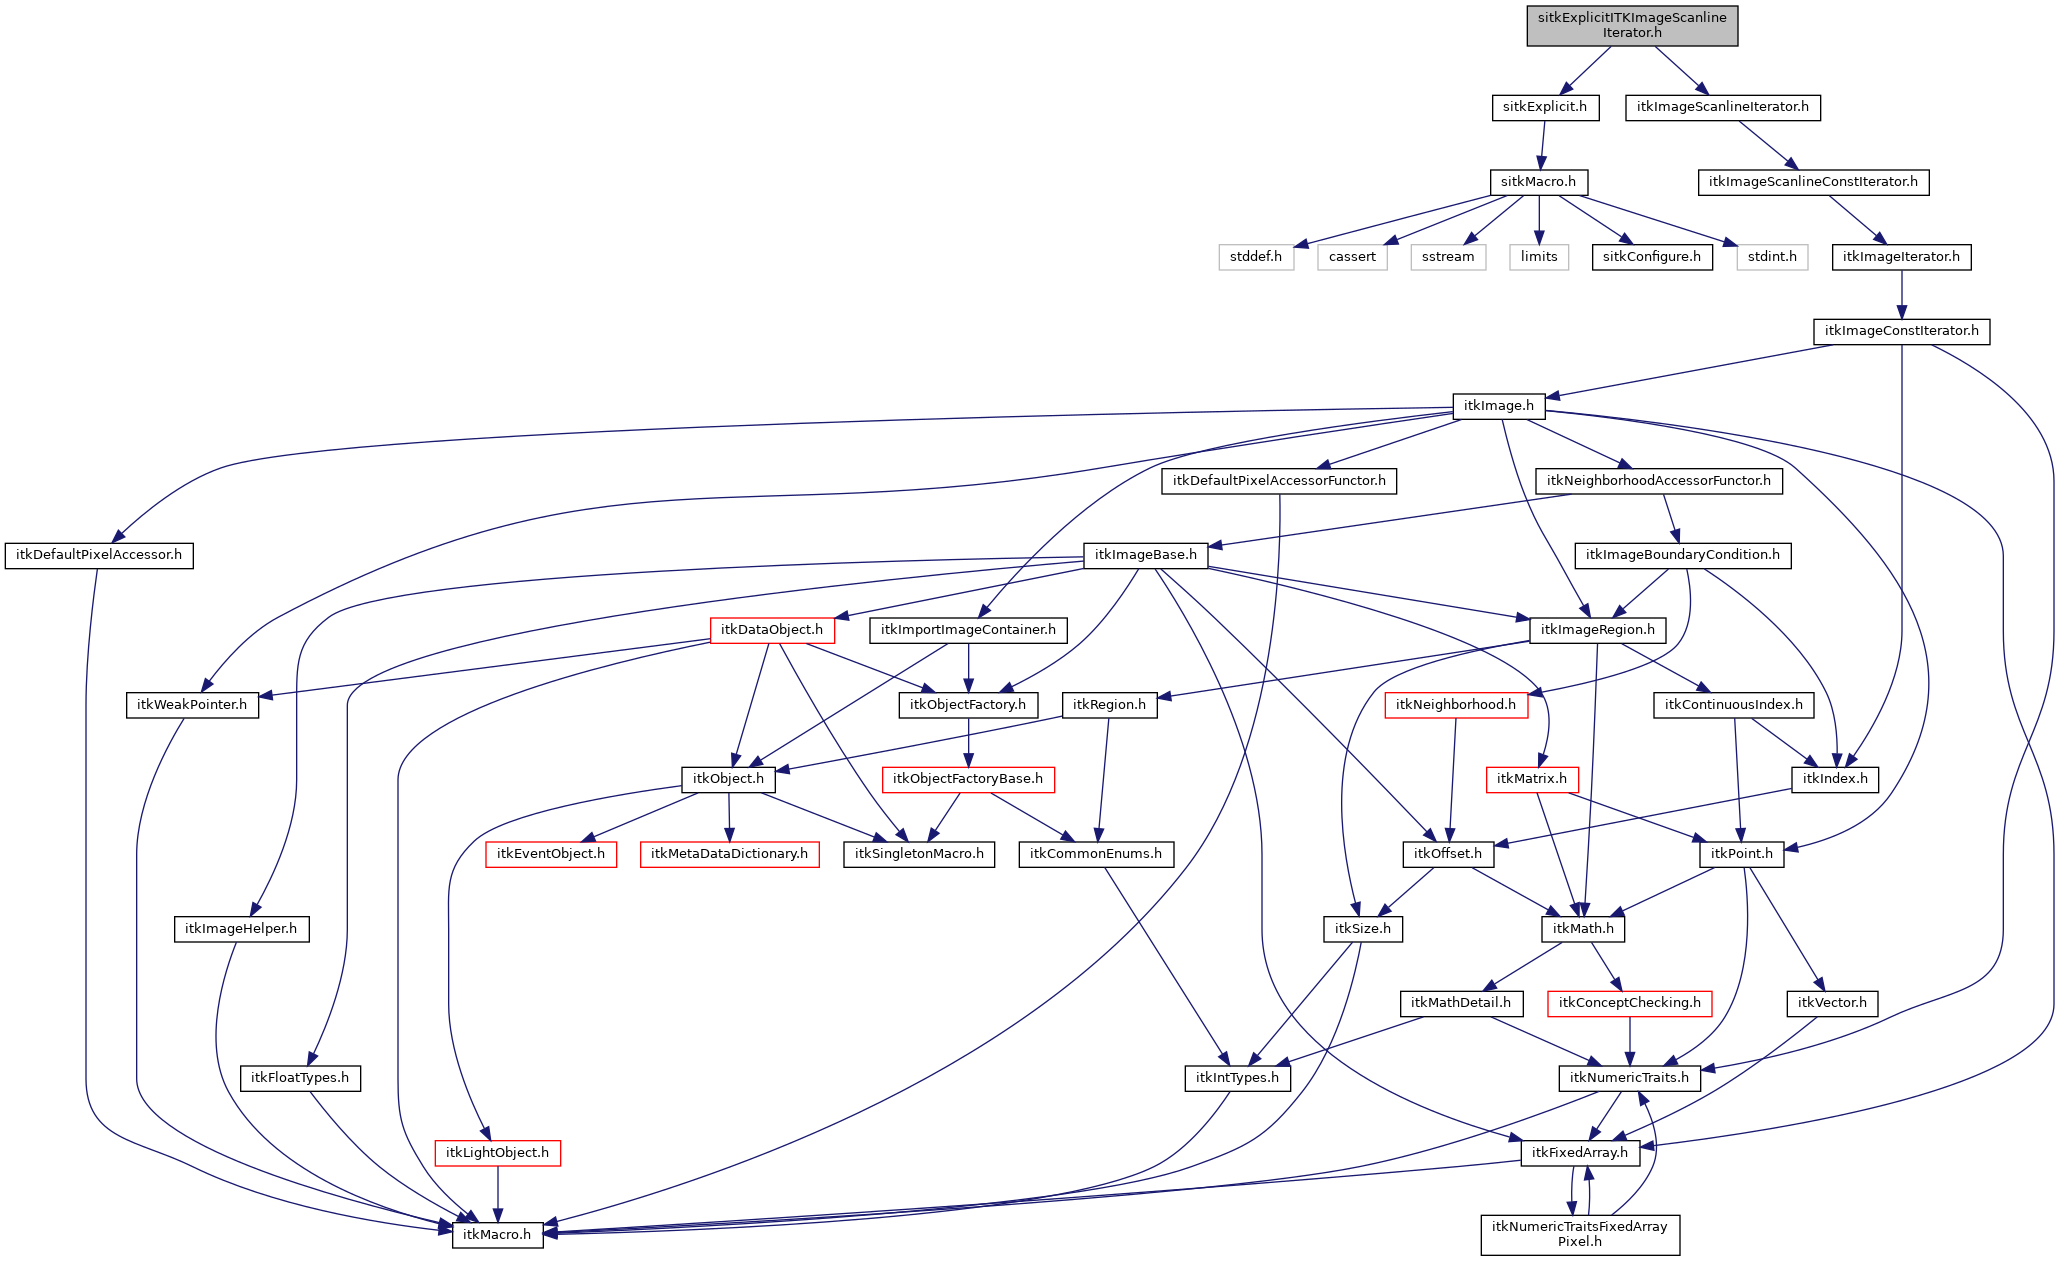 sitkExplicitITKImageScanline
Iterator.h
sitkExplicit.h
itkImageScanlineIterator.h
sitkMacro.h
itkImageScanlineConstIterator.h
stddef.h
cassert
sstream
limits
sitkConfigure.h
stdint.h
itkImageIterator.h
itkImageConstIterator.h
itkImage.h
itkDefaultPixelAccessorFunctor.h
itkNeighborhoodAccessorFunctor.h
itkDefaultPixelAccessor.h
itkImageBase.h
itkImageBoundaryCondition.h
itkDataObject.h
itkImportImageContainer.h
itkImageRegion.h
itkWeakPointer.h
itkObjectFactory.h
itkRegion.h
itkNeighborhood.h
itkContinuousIndex.h
itkObject.h
itkObjectFactoryBase.h
itkMatrix.h
itkIndex.h
itkEventObject.h
itkMetaDataDictionary.h
itkSingletonMacro.h
itkCommonEnums.h
itkOffset.h
itkPoint.h
itkImageHelper.h
itkSize.h
itkMath.h
itkMathDetail.h
itkConceptChecking.h
itkVector.h
itkFloatTypes.h
itkIntTypes.h
itkNumericTraits.h
itkLightObject.h
itkFixedArray.h
itkMacro.h
itkNumericTraitsFixedArray
Pixel.h